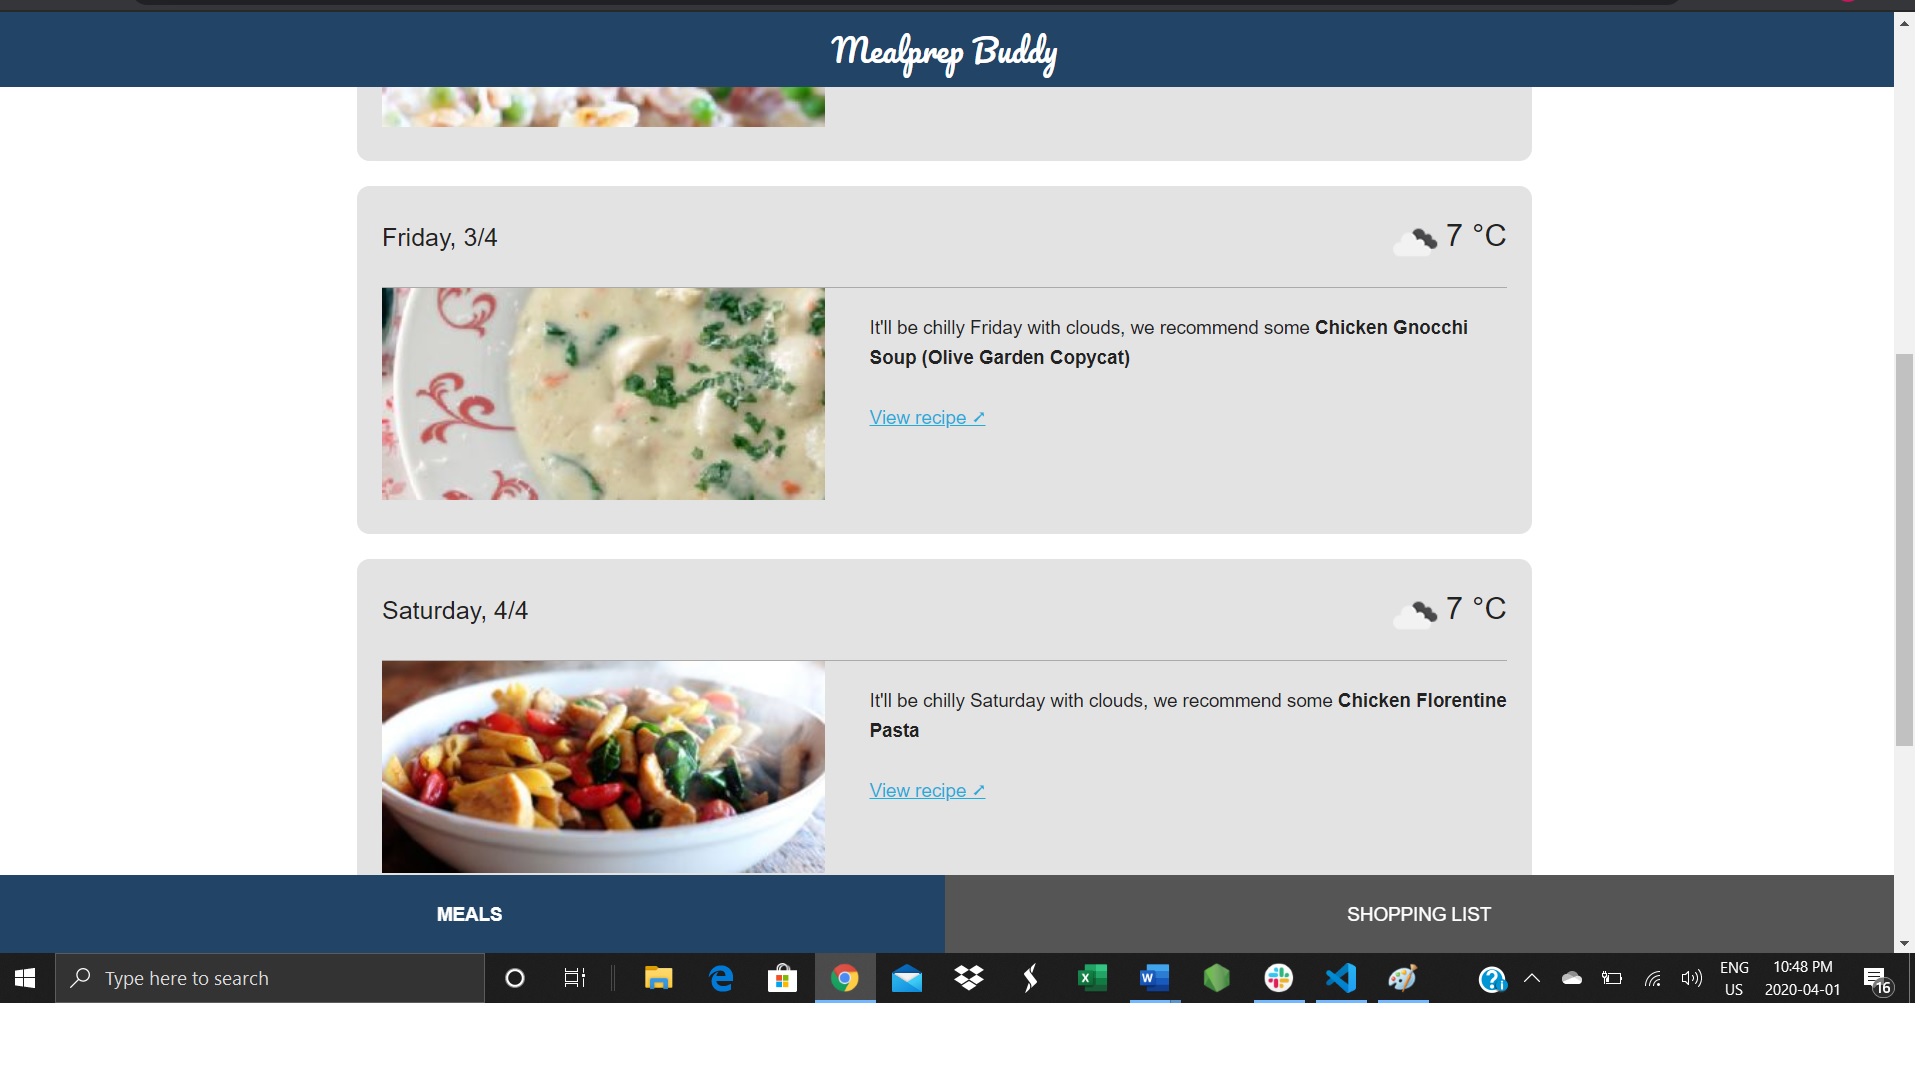 Mealprep Buddy
Friday, 3/4
7 °C
It'll be chilly Friday with clouds, we recommend some Chicken Gnocchi
Soup (Olive Garden Copycat)
View recipe ⤢
Saturday, 4/4
7 °C
It'll be chilly Saturday with clouds, we recommend some Chicken Florentine
Pasta
View recipe ⤢
MEALS
SHOPPING LIST
Type here to search
ENG
US
10:48 PM
2020-04-01
16